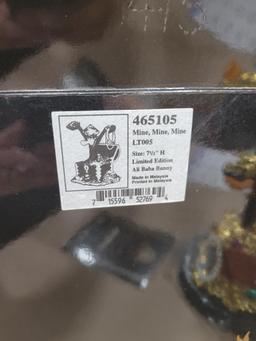 465105
Mine, Mine, Mine
LT005
Size: 7½" H
Limited Edition
Ali Baba Bunny
Made in Malaysia
Printed in Malaysia
7 15596 52769 4